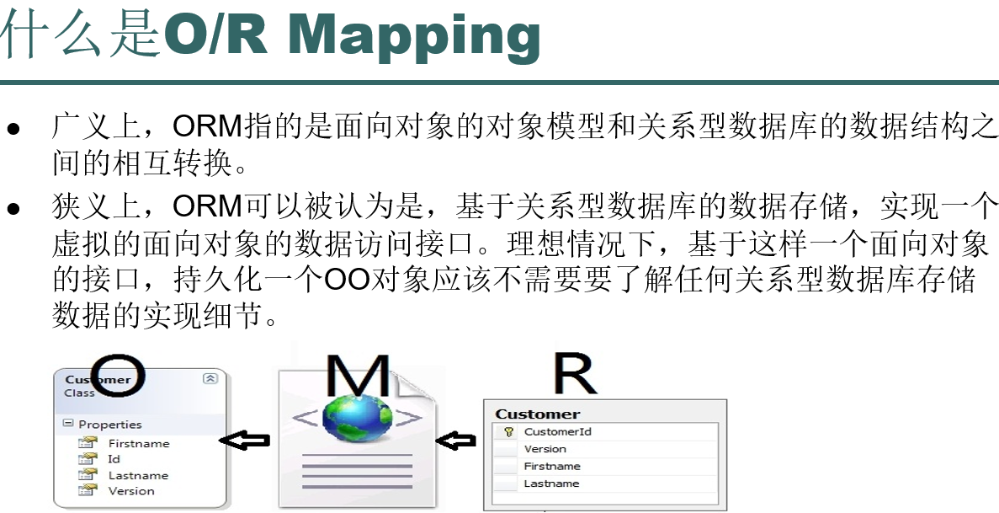 什么是O/R Mapping
● 广义上，ORM指的是面向对象的对象模型和关系型数据库的数据结构之
间的相互转换。
● 狭义上，ORM可以被认为是，基于关系型数据库的数据存储，实现一个
虚拟的面向对象的数据访问接口。理想情况下，基于这样一个面向对象
的接口，持久化一个OO对象应该不需要要了解任何关系型数据库存储
数据的实现细节。
O
Customer
Class
Properties
Firstname
Id
Lastname
Version
M
< >
R
Customer
CustomerId
Version
Firstname
Lastname